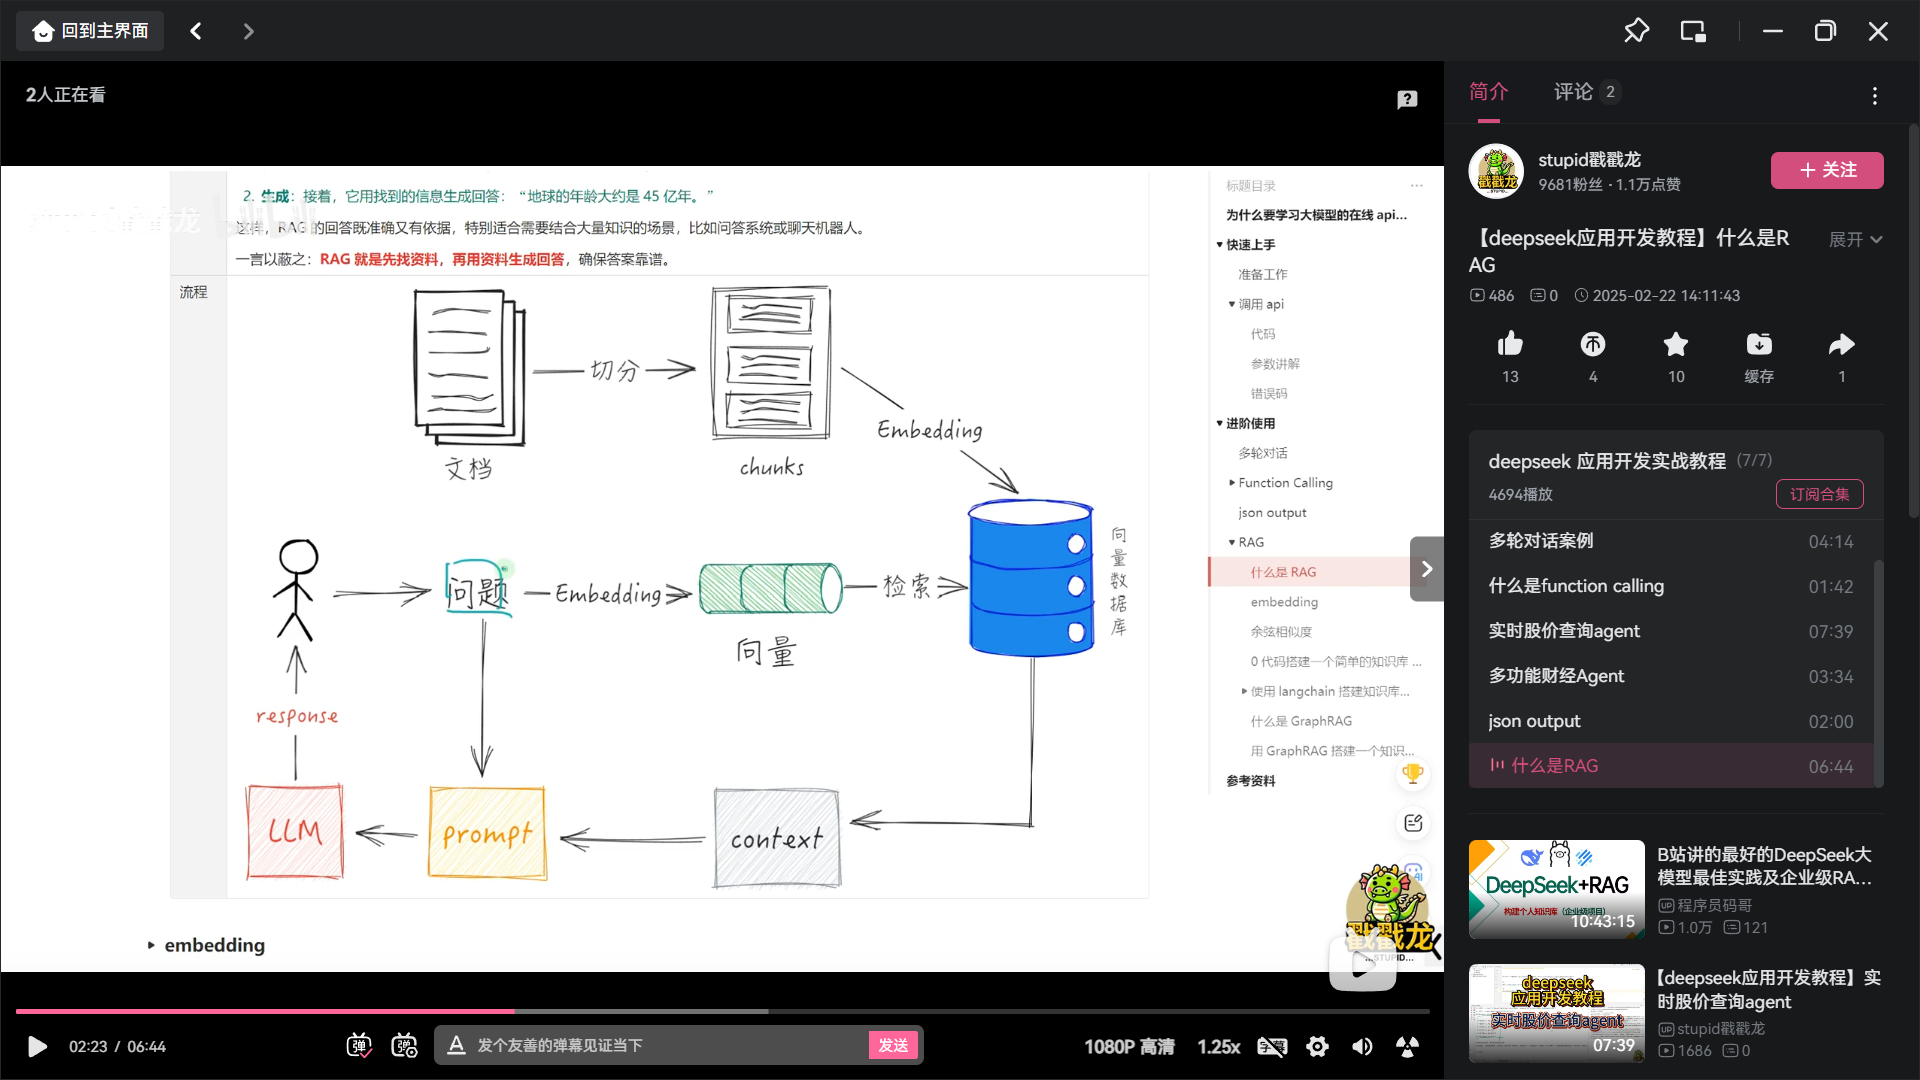 回到主界面
2人正在看
2. 生成：接着，它用找到的信息生成回答：“地球的年龄大约是 45 亿年。”
这样，RAG 的回答既准确又有依据，特别适合需要结合大量知识的场景，比如问答系统或聊天机器人。
一言以蔽之：RAG 就是先找资料，再用资料生成回答，确保答案靠谱。
流程
切分
文档
chunks
Embedding
向量数据库
问题
Embedding
检索
向量
response
LLM
prompt
context
embedding
标题目录
为什么要学习大模型的在线 api...
快速上手
准备工作
调用 api
代码
参数讲解
错误码
进阶使用
多轮对话
Function Calling
json output
RAG
什么是 RAG
embedding
余弦相似度
0 代码搭建一个简单的知识库 ...
使用 langchain 搭建知识库...
什么是 GraphRAG
用 GraphRAG 搭建一个知识...
参考资料
戳戳龙
...STUPID...
02:23 / 06:44
弹
弹
发个友善的弹幕见证当下
发送
1080P 高清
1.25x
字幕
简介
评论 2
stupid戳戳龙
9681粉丝 · 1.1万点赞
+ 关注
【deepseek应用开发教程】什么是R
AG
展开
486 0 2025-02-22 14:11:43
13
4
10
缓存
1
deepseek 应用开发实战教程 (7/7)
4694播放
订阅合集
多轮对话案例 04:14
什么是function calling 01:42
实时股价查询agent 07:39
多功能财经Agent 03:34
json output 02:00
什么是RAG 06:44
DeepSeek+RAG
构建个人知识库（企业级项目）
10:43:15
B站讲的最好的DeepSeek大
模型最佳实践及企业级RA...
UP 程序员码哥
1.0万 121
deepseek
应用开发教程
实时股价查询agent
07:39
【deepseek应用开发教程】实
时股价查询agent
UP stupid戳戳龙
1686 0